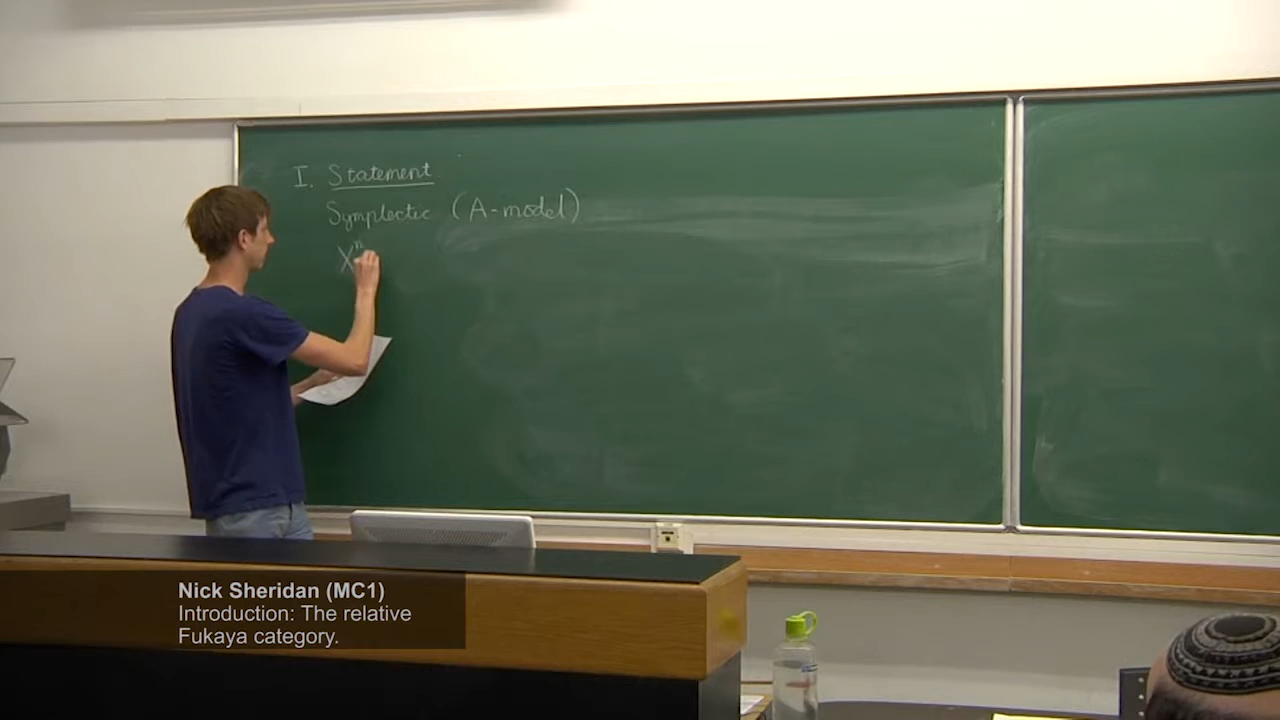 I. Statement
Symplectic (A-model)
Xⁿ
Nick Sheridan (MC1)
Introduction: The relative
Fukaya category.